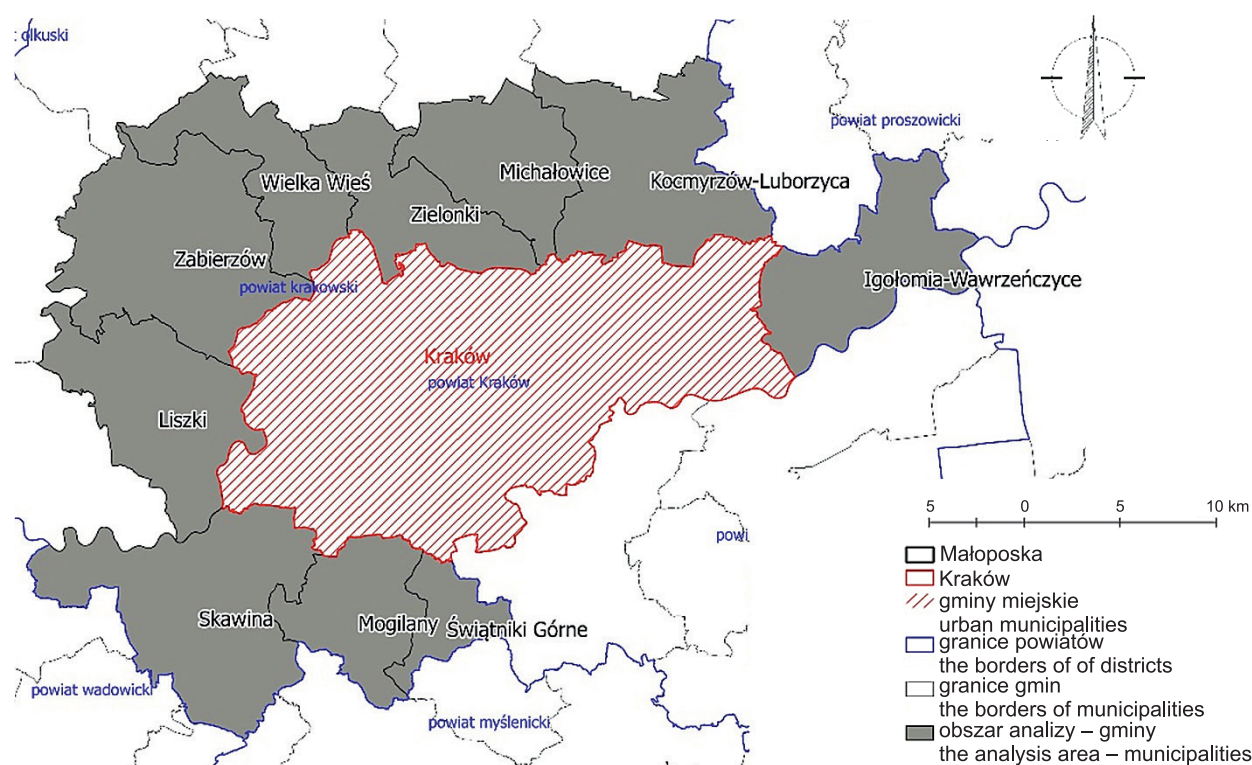 : olkuski
powiat proszowicki
Michałowice
Wielka Wieś
Kocmyrzów-Luborzyca
Zielonki
Zabierzów
powiat krakowski
Igołomia-Wawrzeńczyce
Kraków
powiat Kraków
Liszki
5 0 5 10 km
powi
Skawina
Mogilany
Świątniki Górne
powiat wadowicki
powiat myślenicki
Małoposka
Kraków
gminy miejskie
urban municipalities
granice powiatów
the borders of of districts
granice gmin
the borders of municipalities
obszar analizy – gminy
the analysis area – municipalities